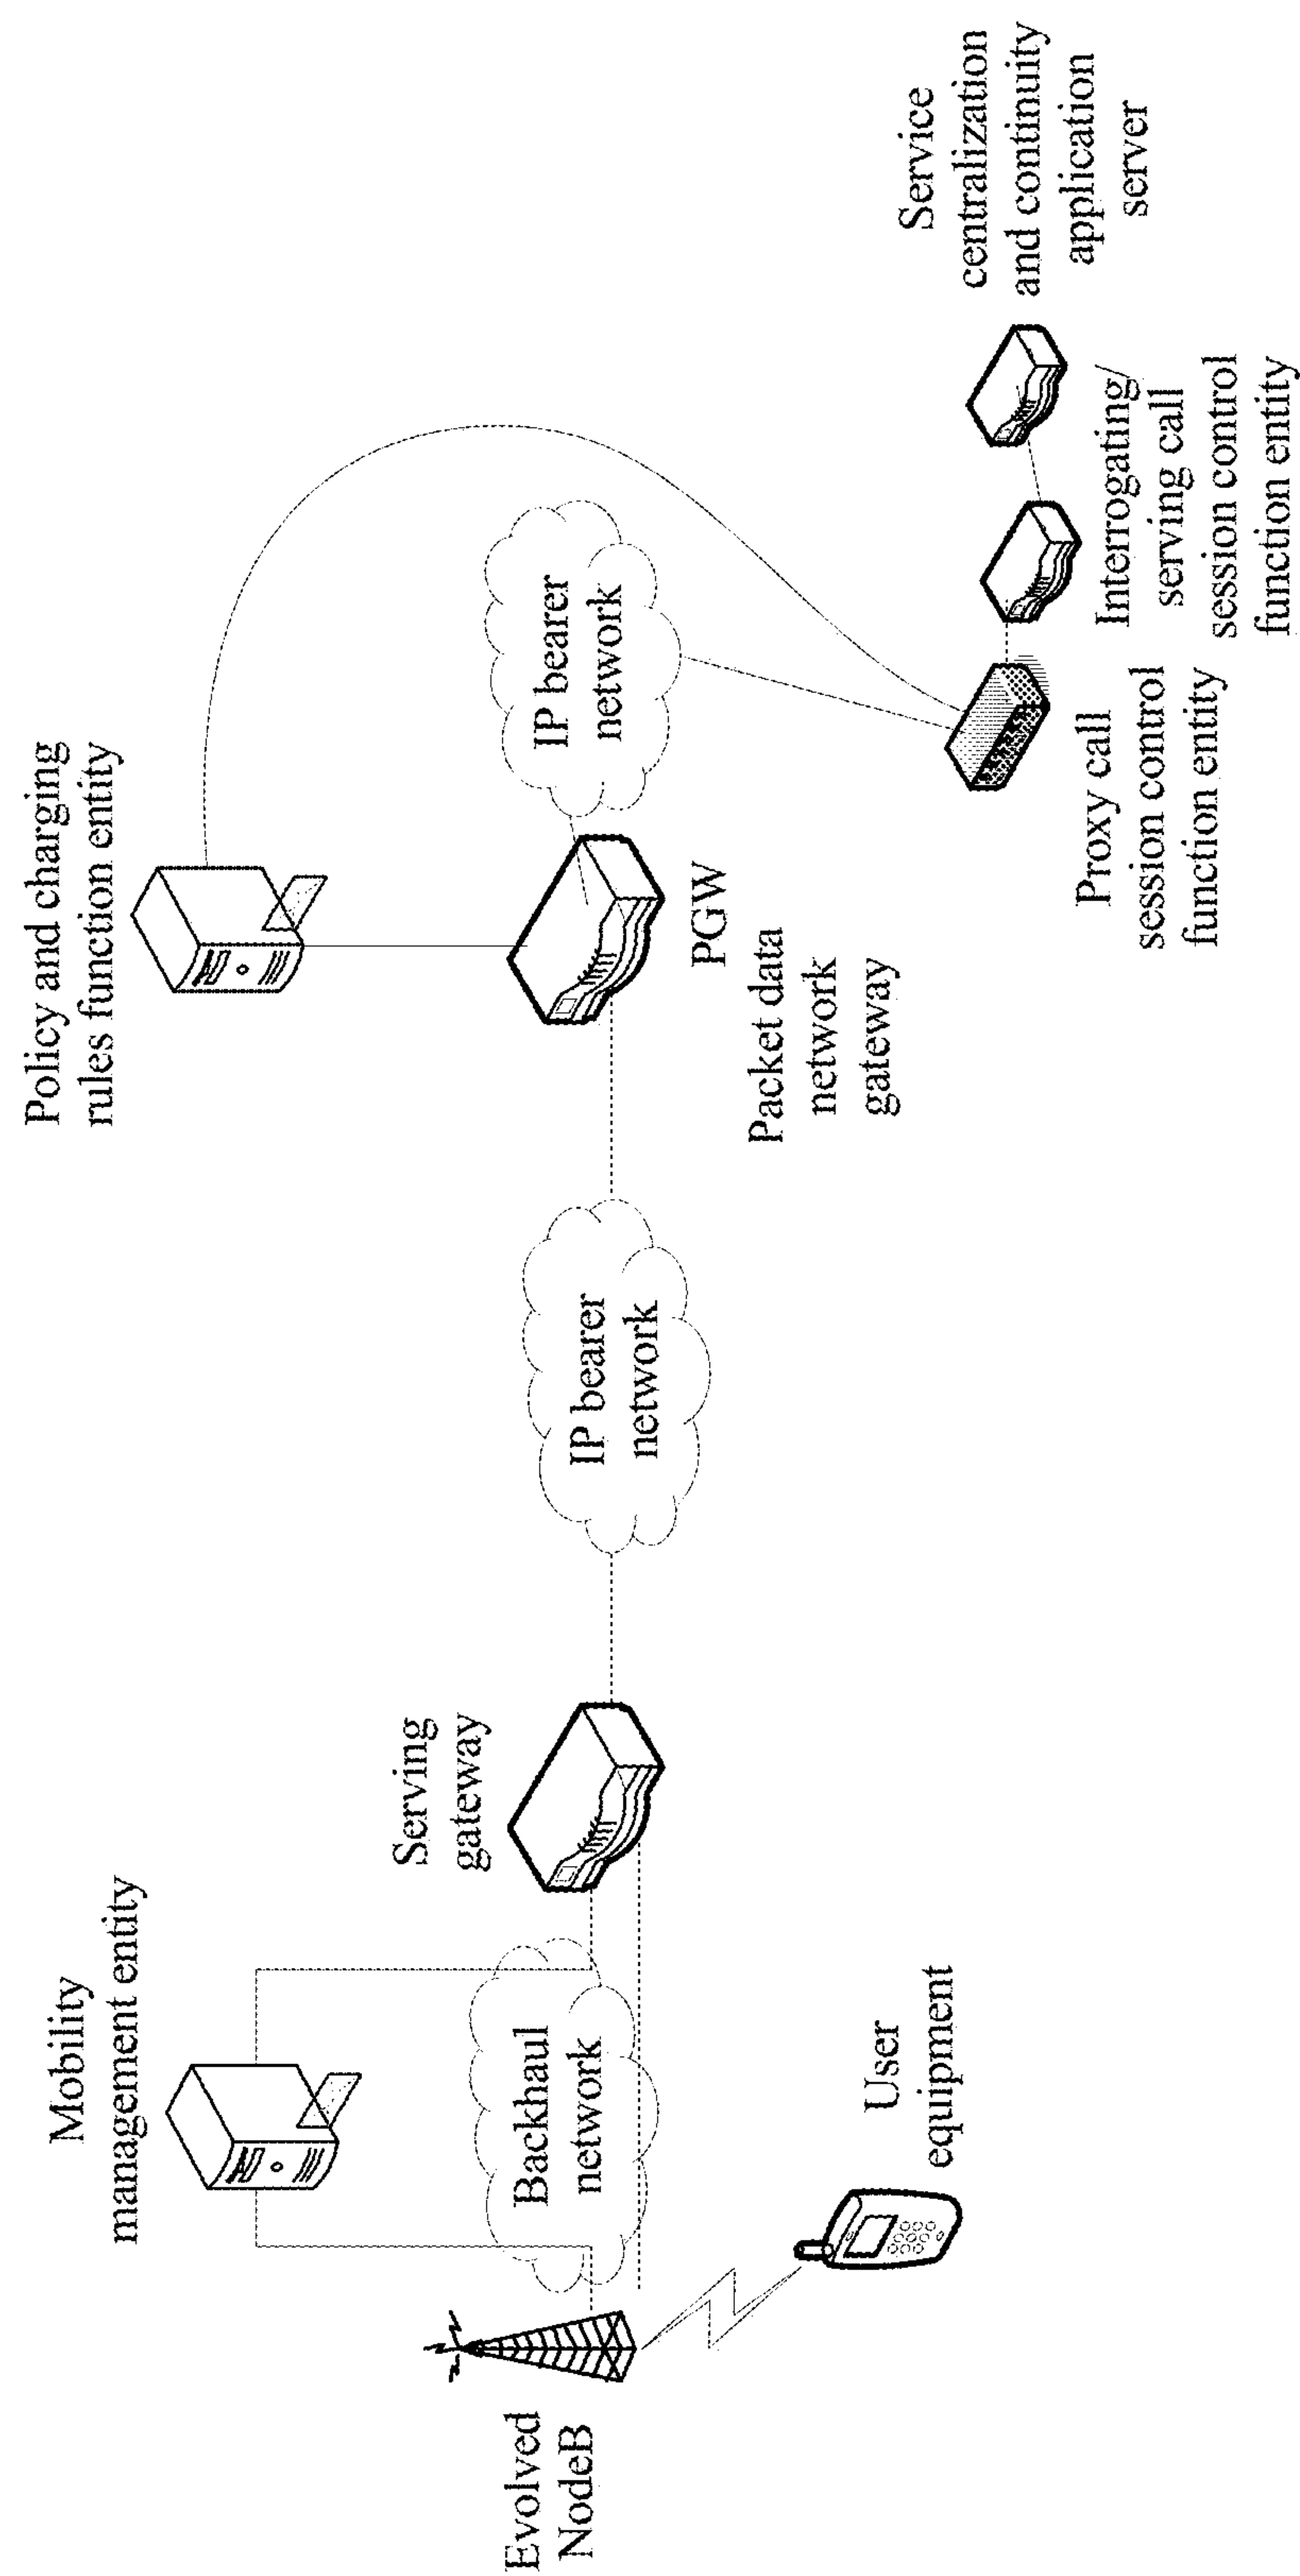 Policy and charging
rules function entity
Mobility
management entity
Serving
gateway
Evolved
NodeB
Backhaul
network
IP bearer
network
IP bearer
network
PGW
Packet data
network
gateway
User
equipment
Proxy call
session control
function entity
Interrogating/
serving call
session control
function entity
Service
centralization
and continuity
application
server